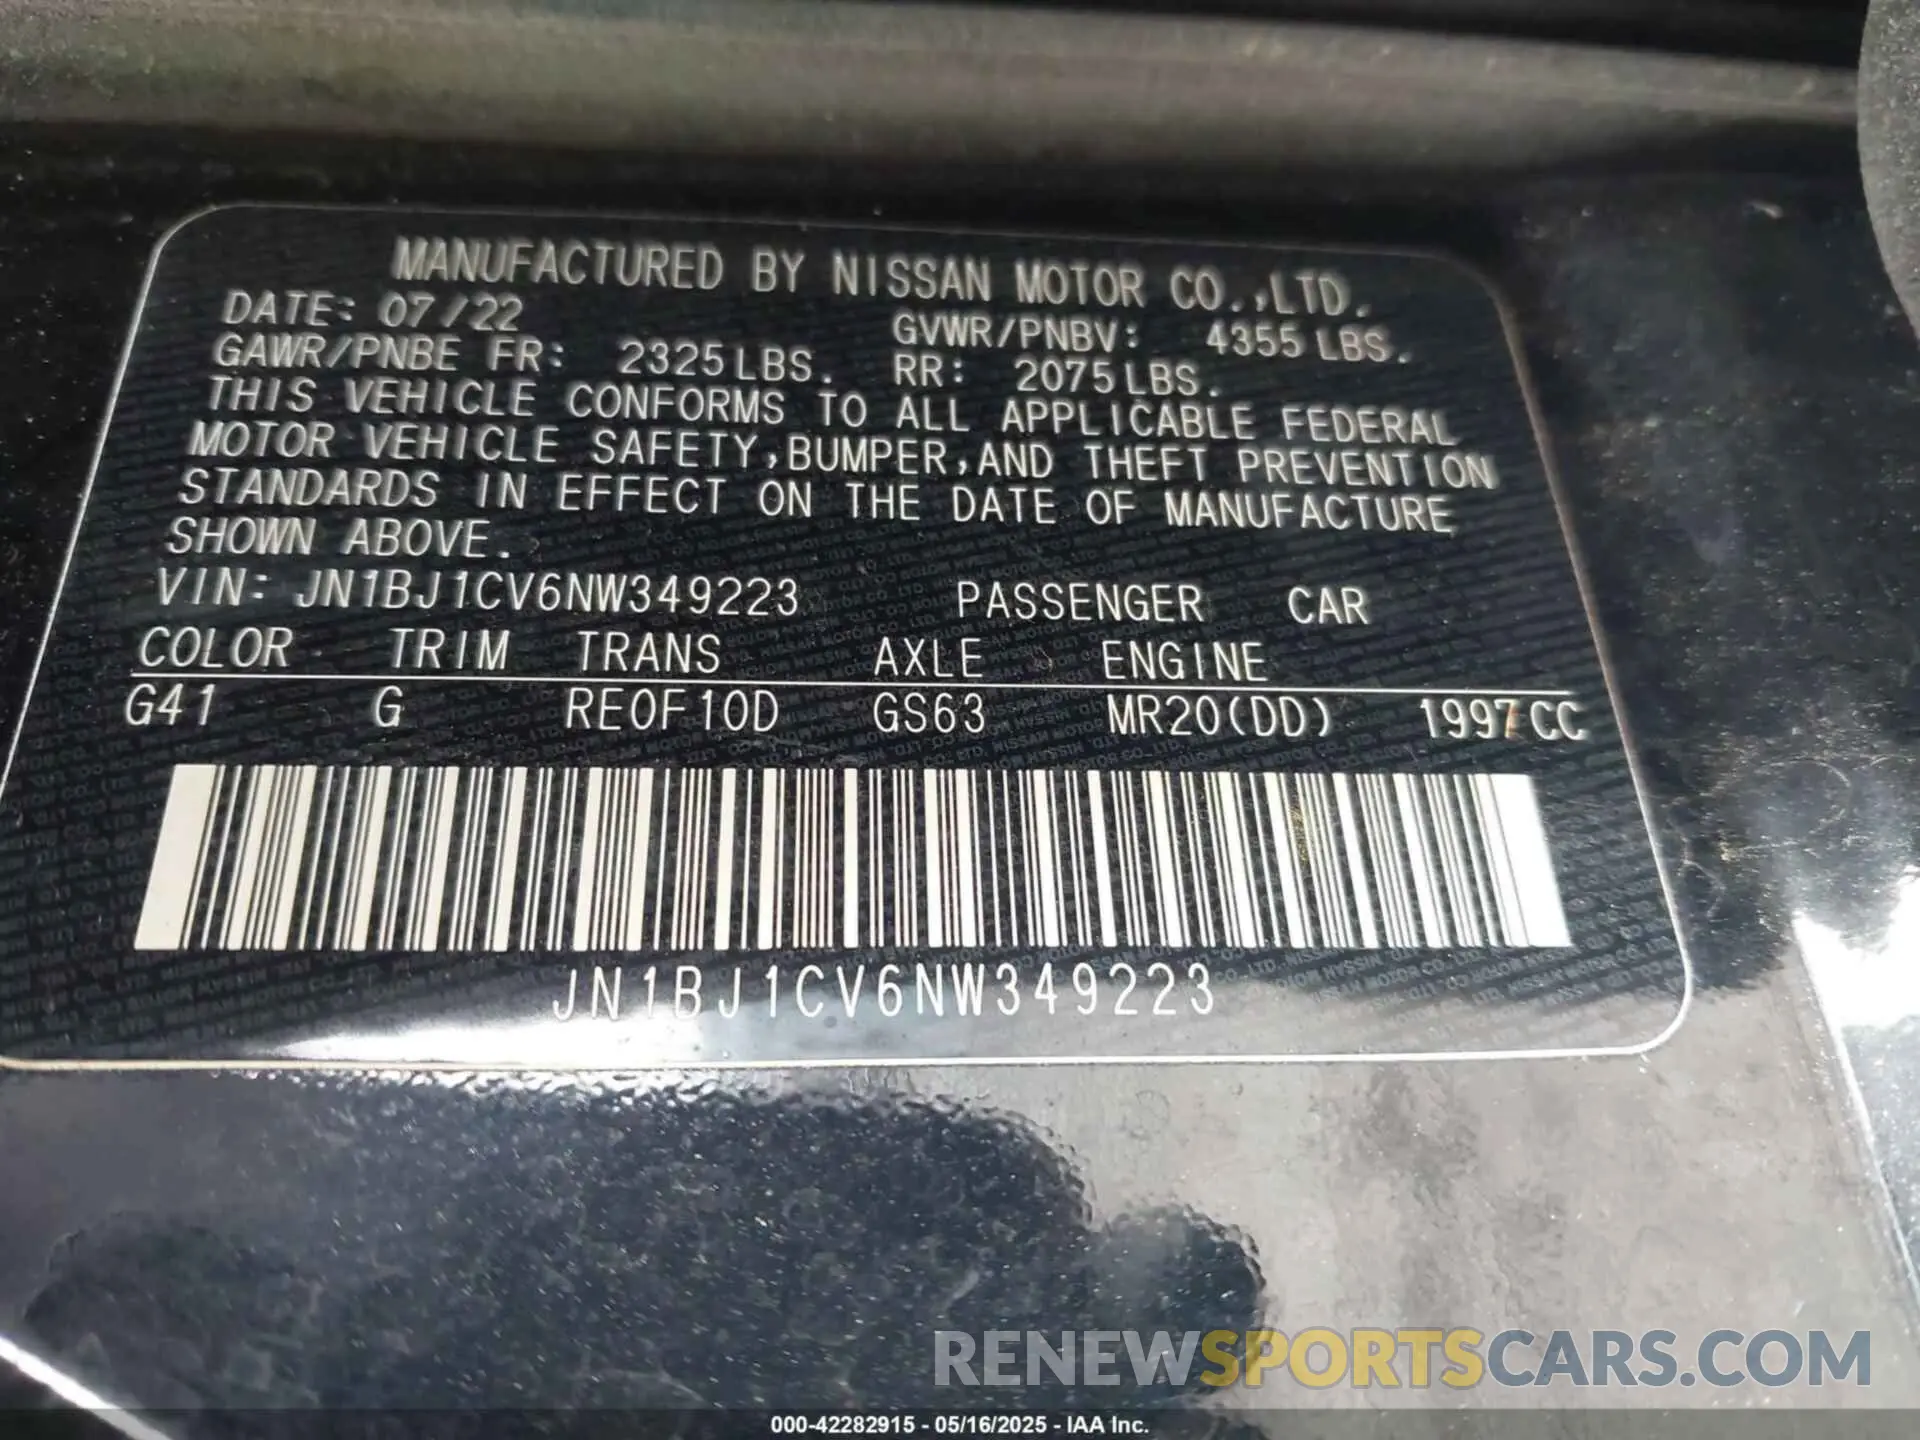 MANUFACTURED BY NISSAN MOTOR CO.,LTD.
DATE: 07/22 GVWR/PNBV: 4355 LBS.
GAWR/PNBE FR: 2325 LBS. RR: 2075 LBS.
THIS VEHICLE CONFORMS TO ALL APPLICABLE FEDERAL
MOTOR VEHICLE SAFETY,BUMPER,AND THEFT PREVENTION
STANDARDS IN EFFECT ON THE DATE OF MANUFACTURE
SHOWN ABOVE.
VIN: JN1BJ1CV6NW349223 PASSENGER CAR
COLOR TRIM TRANS AXLE ENGINE
G41 G RE0F10D GS63 MR20(DD) 1997 CC
JN1BJ1CV6NW349223
RENEWSPORTSCARS.COM
000-42282915 - 05/16/2025 - IAA Inc.